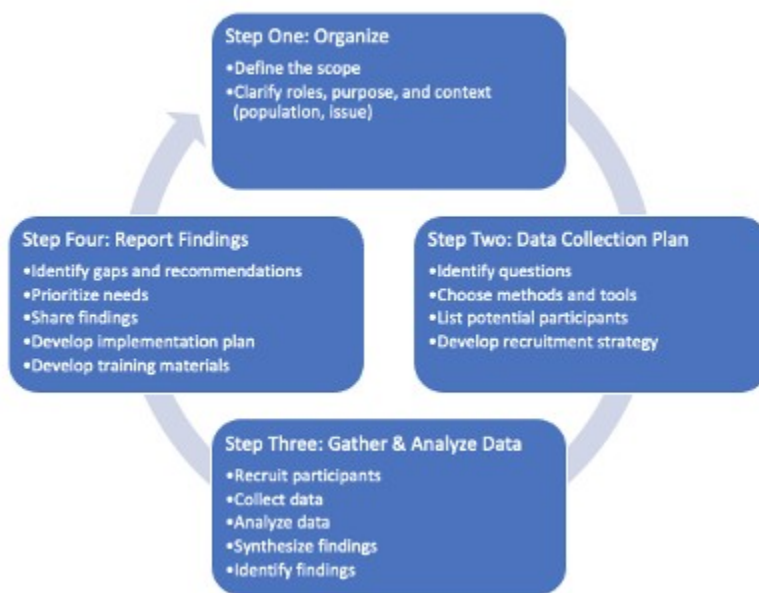 Step One: Organize
•Define the scope
•Clarify roles, purpose, and context
(population, issue)
Step Two: Data Collection Plan
•Identify questions
•Choose methods and tools
•List potential participants
•Develop recruitment strategy
Step Three: Gather & Analyze Data
•Recruit participants
•Collect data
•Analyze data
•Synthesize findings
•Identify findings
Step Four: Report Findings
•Identify gaps and recommendations
•Prioritize needs
•Share findings
•Develop implementation plan
•Develop training materials